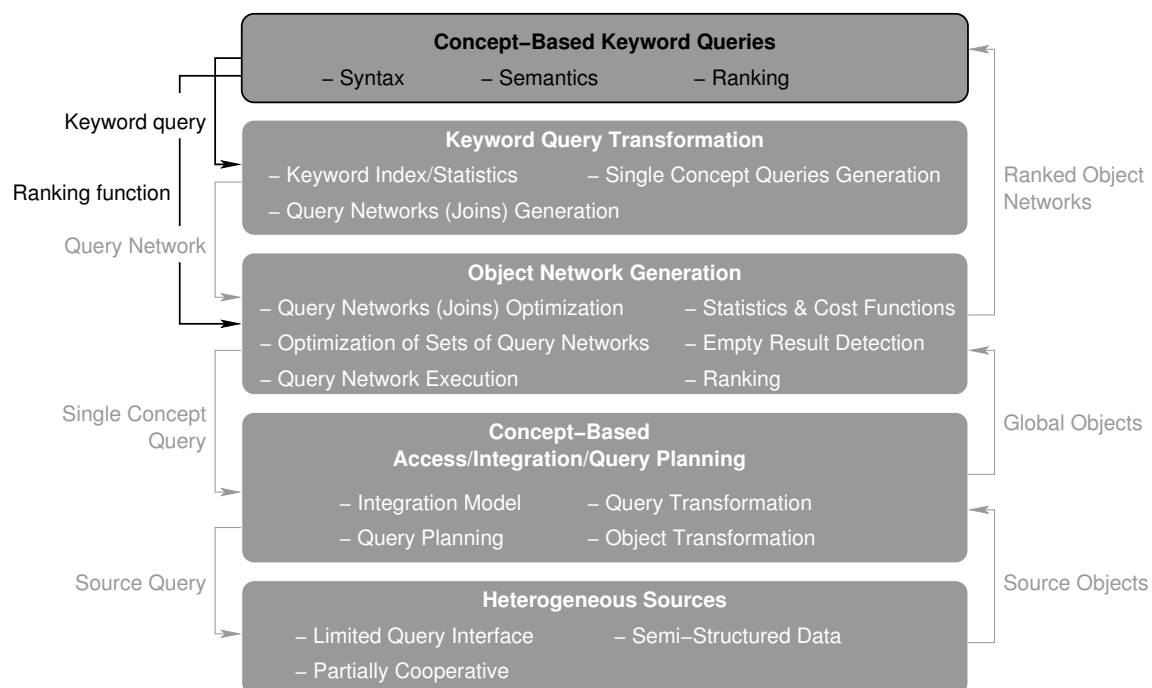 Concept−Based Keyword Queries
− Syntax − Semantics − Ranking
Keyword query
Ranking function
Keyword Query Transformation
− Keyword Index/Statistics − Single Concept Queries Generation
− Query Networks (Joins) Generation
Ranked Object
Networks
Query Network
Object Network Generation
− Query Networks (Joins) Optimization − Statistics & Cost Functions
− Optimization of Sets of Query Networks − Empty Result Detection
− Query Network Execution − Ranking
Single Concept
Query
Global Objects
Concept−Based
Access/Integration/Query Planning
− Integration Model − Query Transformation
− Query Planning − Object Transformation
Source Query
Source Objects
Heterogeneous Sources
− Limited Query Interface − Semi−Structured Data
− Partially Cooperative